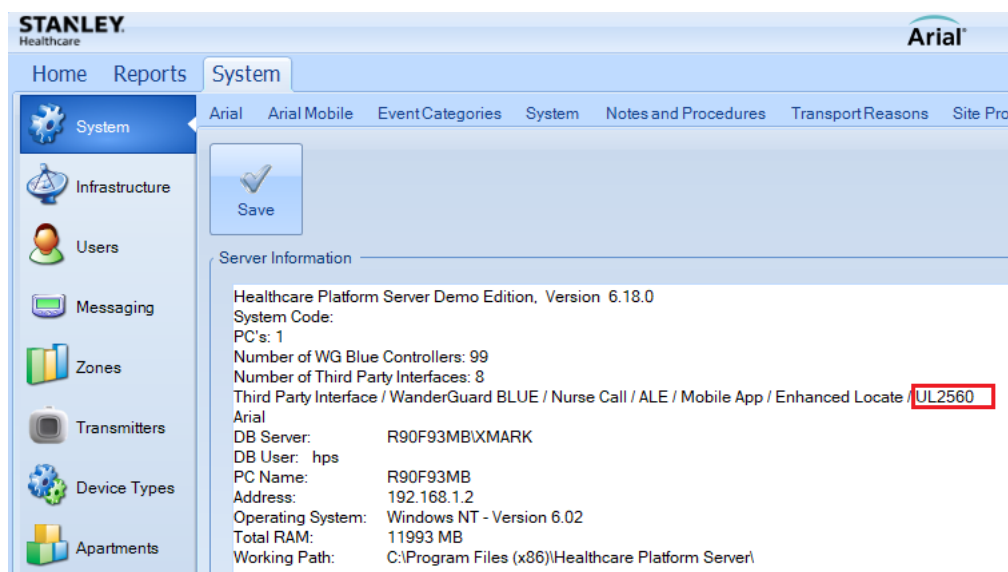 STANLEY.
Healthcare
Arial
Home Reports System
System
Infrastructure
Users
Messaging
Zones
Transmitters
Device Types
Apartments
Arial Arial Mobile Event Categories System Notes and Procedures Transport Reasons Site Pro
Save
Server Information
Healthcare Platform Server Demo Edition, Version 6.18.0
System Code:
PC's: 1
Number of WG Blue Controllers: 99
Number of Third Party Interfaces: 8
Third Party Interface / WanderGuard BLUE / Nurse Call / ALE / Mobile App / Enhanced Locate / UL2560
Arial
DB Server: R90F93MB\XMARK
DB User: hps
PC Name: R90F93MB
Address: 192.168.1.2
Operating System: Windows NT - Version 6.02
Total RAM: 11993 MB
Working Path: C:\Program Files (x86)\Healthcare Platform Server\